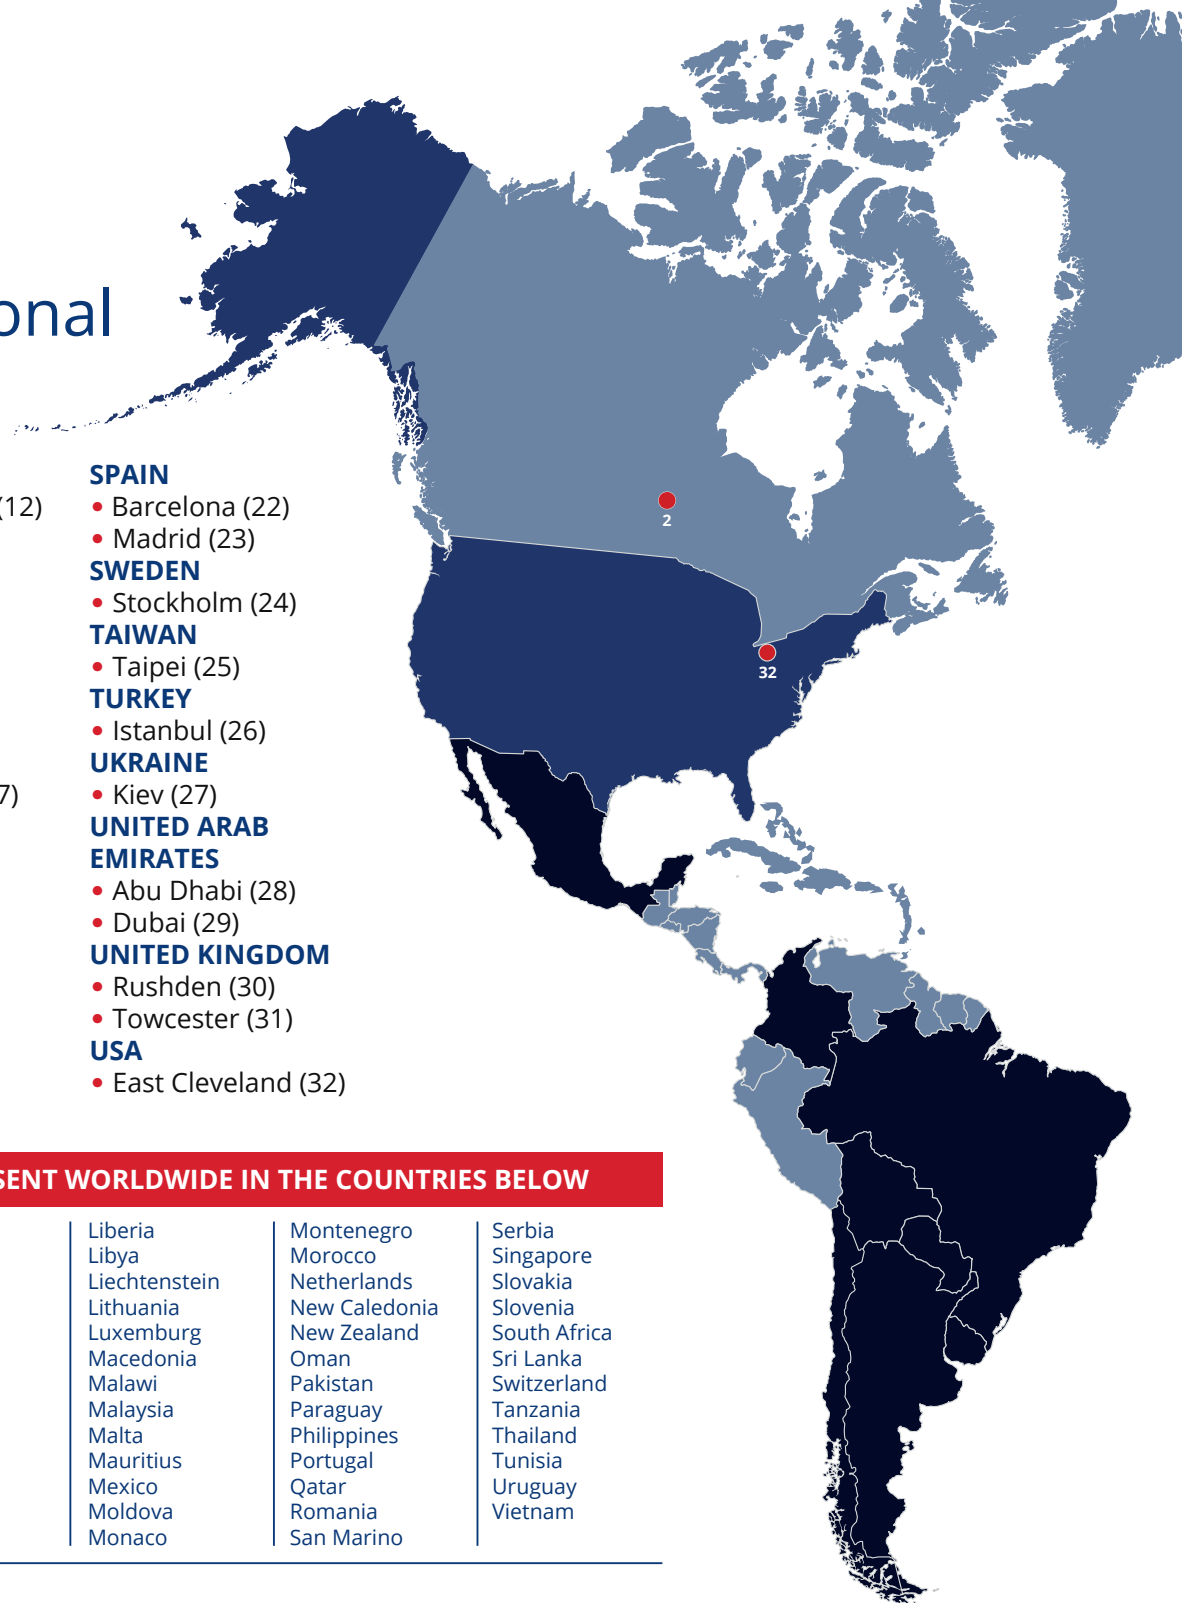 onal
(12)
7)
SPAIN
• Barcelona (22)
• Madrid (23)
SWEDEN
• Stockholm (24)
TAIWAN
• Taipei (25)
TURKEY
• Istanbul (26)
UKRAINE
• Kiev (27)
UNITED ARAB
EMIRATES
• Abu Dhabi (28)
• Dubai (29)
UNITED KINGDOM
• Rushden (30)
• Towcester (31)
USA
• East Cleveland (32)
2
32
SENT WORLDWIDE IN THE COUNTRIES BELOW
Liberia
Libya
Liechtenstein
Lithuania
Luxemburg
Macedonia
Malawi
Malaysia
Malta
Mauritius
Mexico
Moldova
Monaco
Montenegro
Morocco
Netherlands
New Caledonia
New Zealand
Oman
Pakistan
Paraguay
Philippines
Portugal
Qatar
Romania
San Marino
Serbia
Singapore
Slovakia
Slovenia
South Africa
Sri Lanka
Switzerland
Tanzania
Thailand
Tunisia
Uruguay
Vietnam